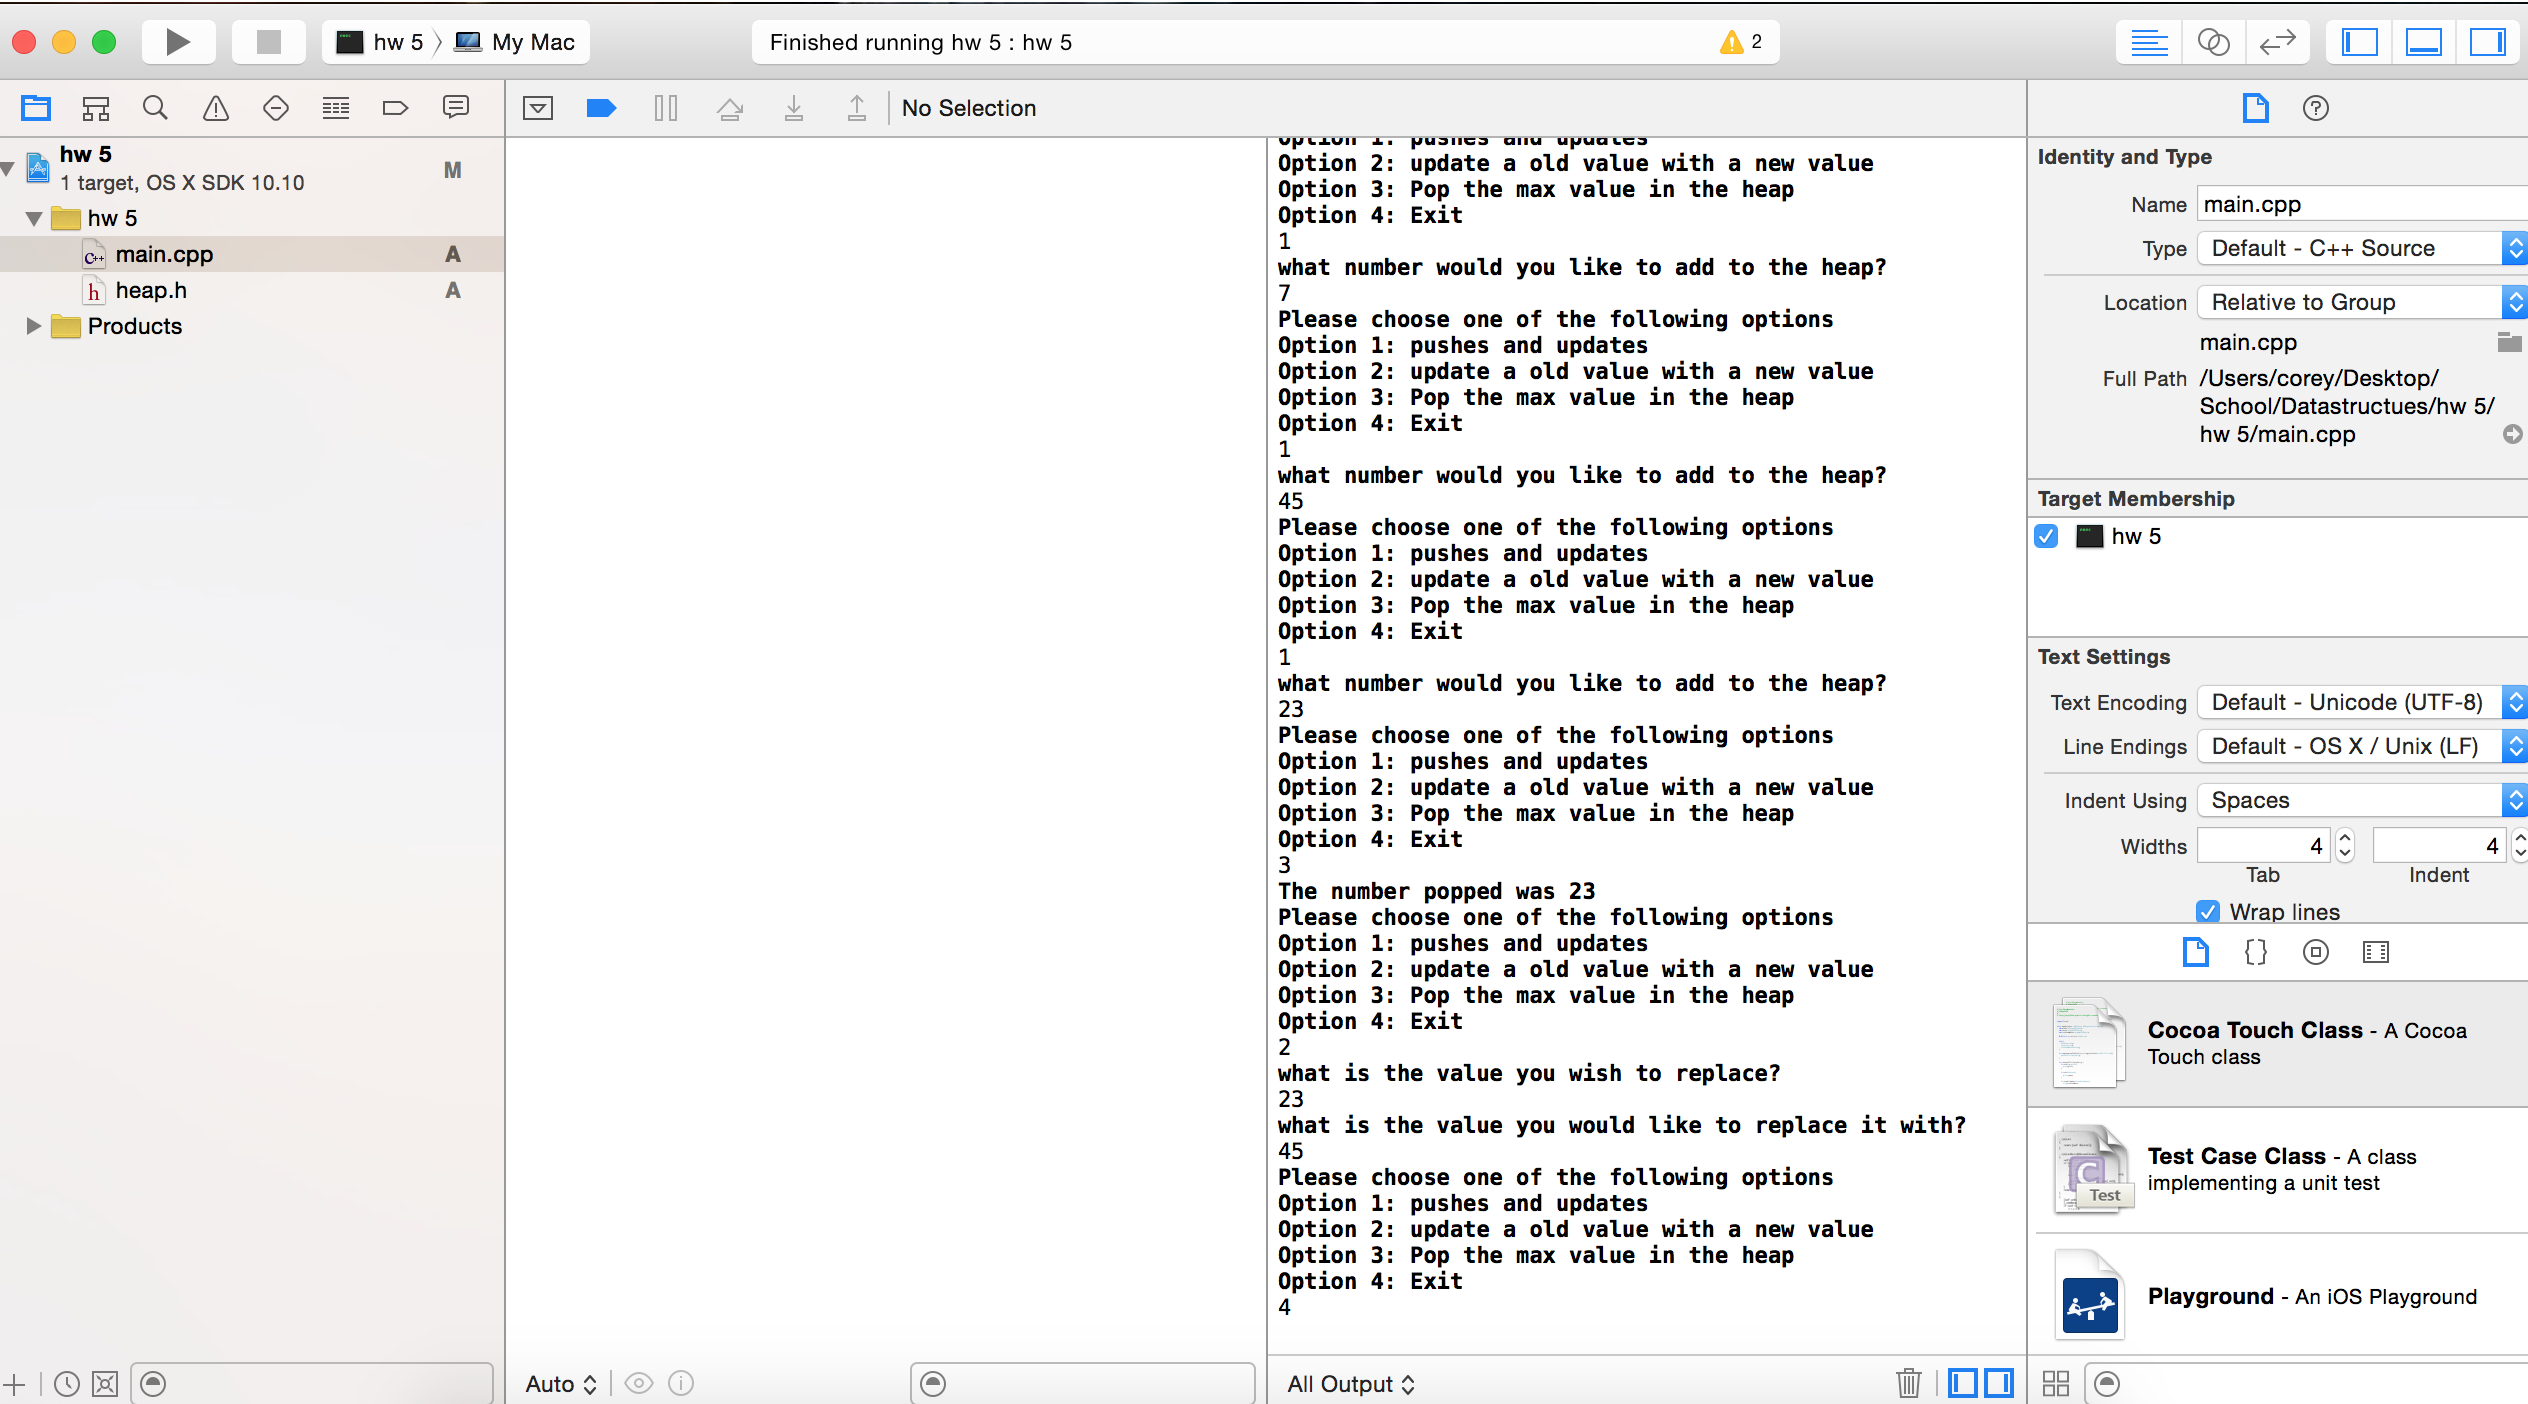 hw 5 My Mac
Finished running hw 5 : hw 5
2
No Selection
hw 5
1 target, OS X SDK 10.10
M
hw 5
main.cpp A
heap.h A
Products
Option 1: pushes and updates
Option 2: update a old value with a new value
Option 3: Pop the max value in the heap
Option 4: Exit
1
what number would you like to add to the heap?
7
Please choose one of the following options
Option 1: pushes and updates
Option 2: update a old value with a new value
Option 3: Pop the max value in the heap
Option 4: Exit
1
what number would you like to add to the heap?
45
Please choose one of the following options
Option 1: pushes and updates
Option 2: update a old value with a new value
Option 3: Pop the max value in the heap
Option 4: Exit
1
what number would you like to add to the heap?
23
Please choose one of the following options
Option 1: pushes and updates
Option 2: update a old value with a new value
Option 3: Pop the max value in the heap
Option 4: Exit
3
The number popped was 23
Please choose one of the following options
Option 1: pushes and updates
Option 2: update a old value with a new value
Option 3: Pop the max value in the heap
Option 4: Exit
2
what is the value you wish to replace?
23
what is the value you would like to replace it with?
45
Please choose one of the following options
Option 1: pushes and updates
Option 2: update a old value with a new value
Option 3: Pop the max value in the heap
Option 4: Exit
4
Auto
All Output
Identity and Type
Name main.cpp
Type Default - C++ Source
Location Relative to Group
main.cpp
Full Path /Users/corey/Desktop/
School/Datastructues/hw 5/
hw 5/main.cpp
Target Membership
hw 5
Text Settings
Text Encoding Default - Unicode (UTF-8)
Line Endings Default - OS X / Unix (LF)
Indent Using Spaces
Widths 4 4
Tab Indent
Wrap lines
Cocoa Touch Class - A Cocoa
Touch class
C
Test
Test Case Class - A class
implementing a unit test
Playground - An iOS Playground